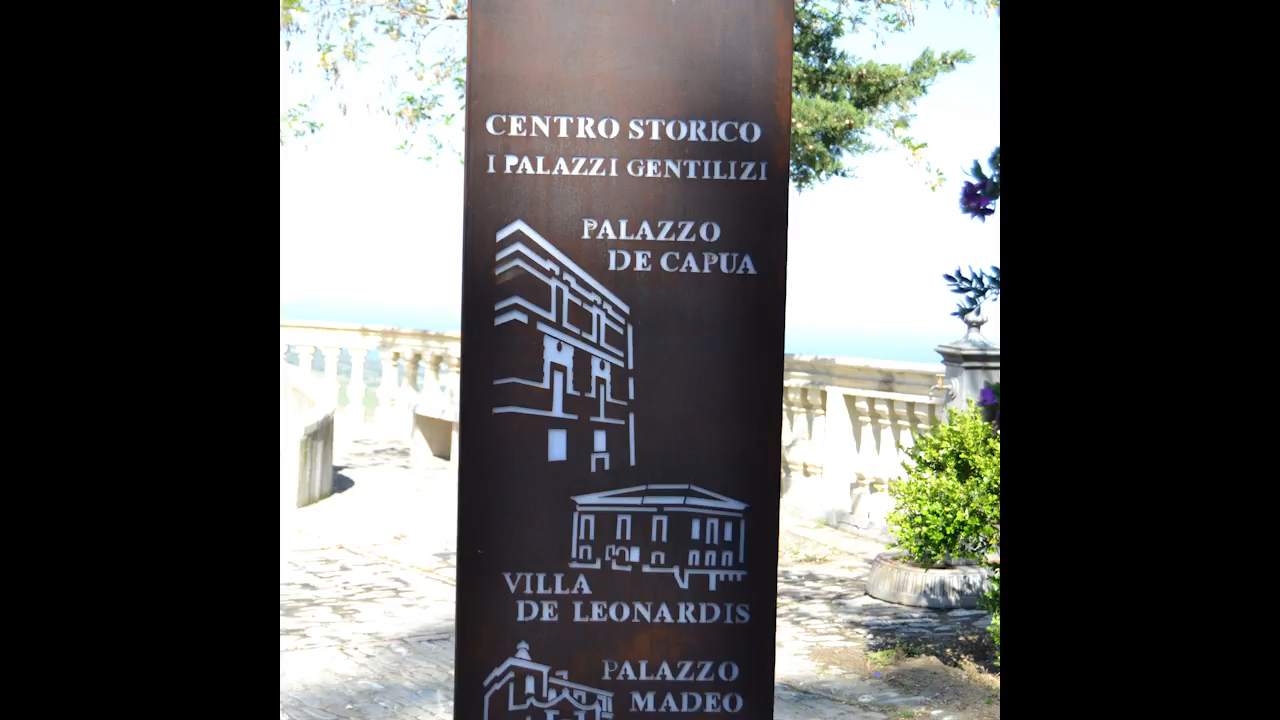 CENTRO STORICO
I PALAZZI GENTILIZI
PALAZZO
DE CAPUA
VILLA
DE LEONARDIS
PALAZZO
MADEO